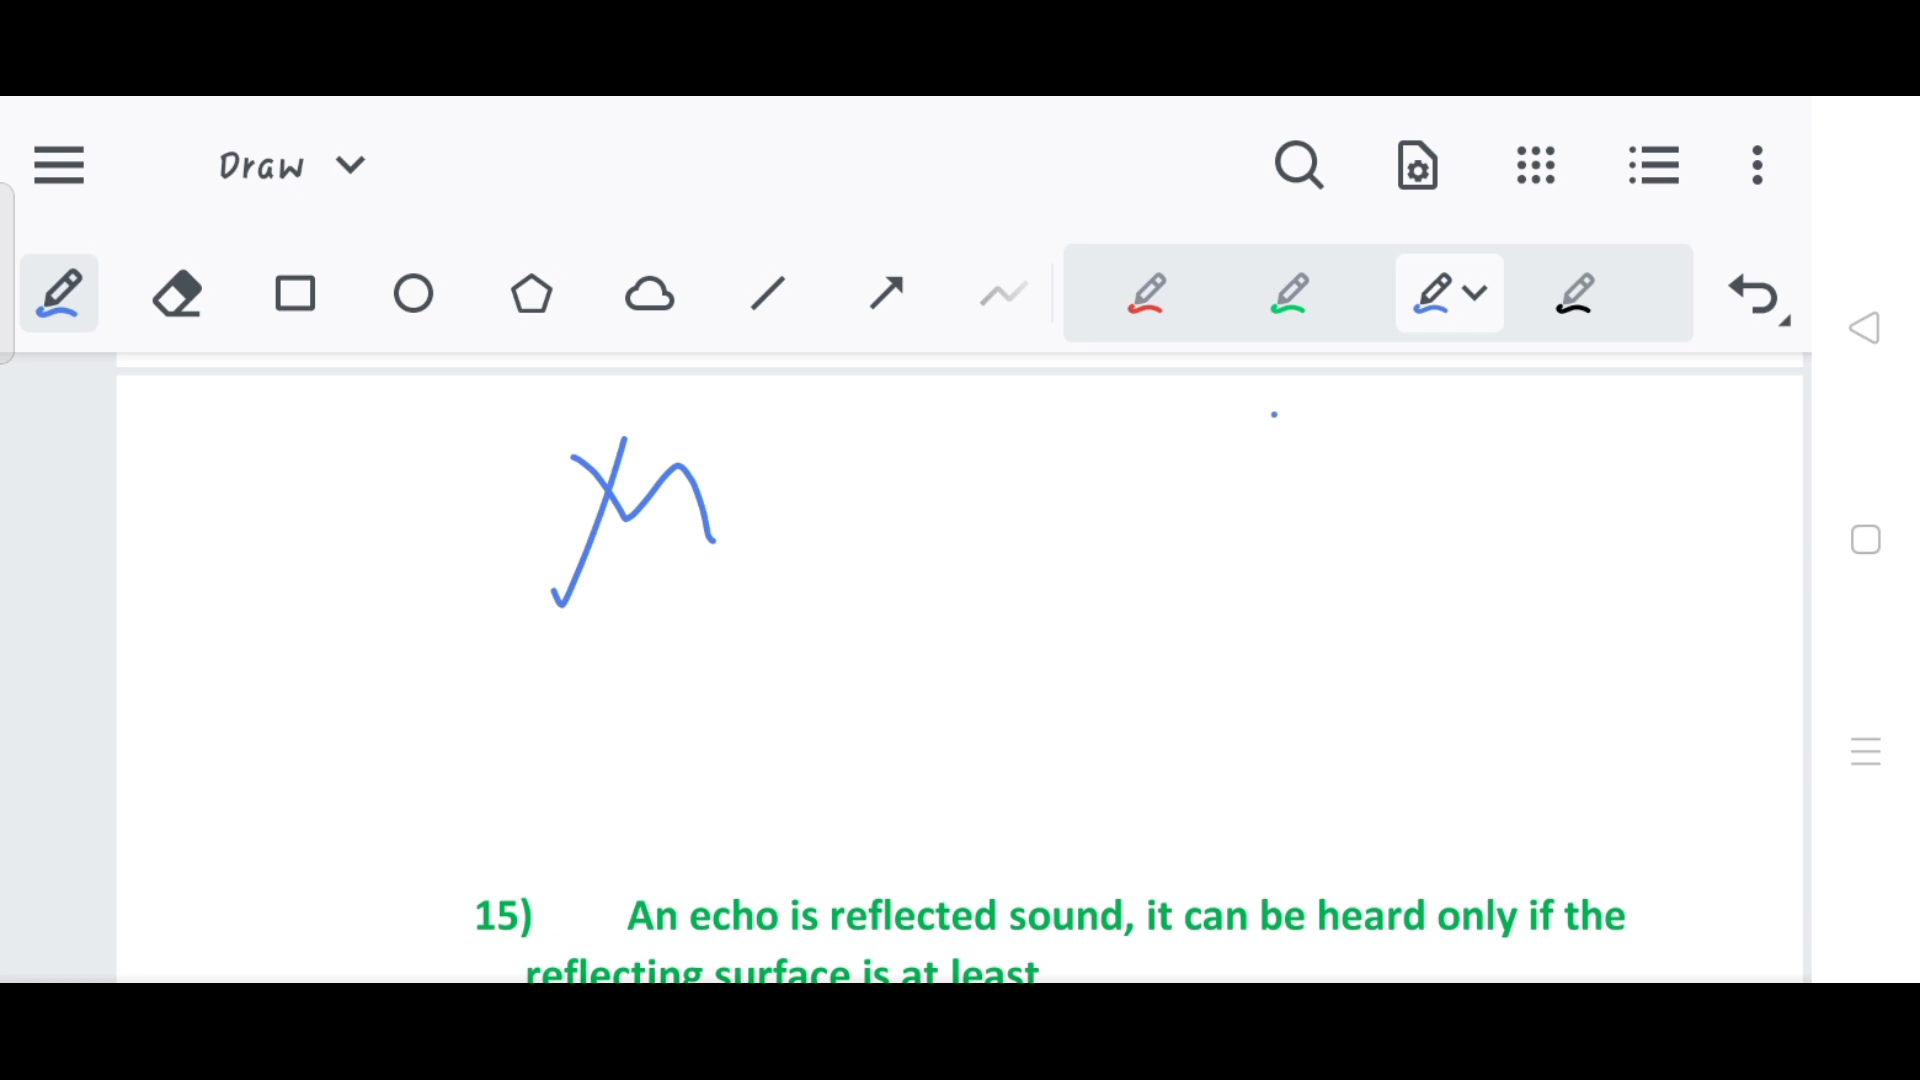 Draw
15) An echo is reflected sound, it can be heard only if the
reflecting surface is at least